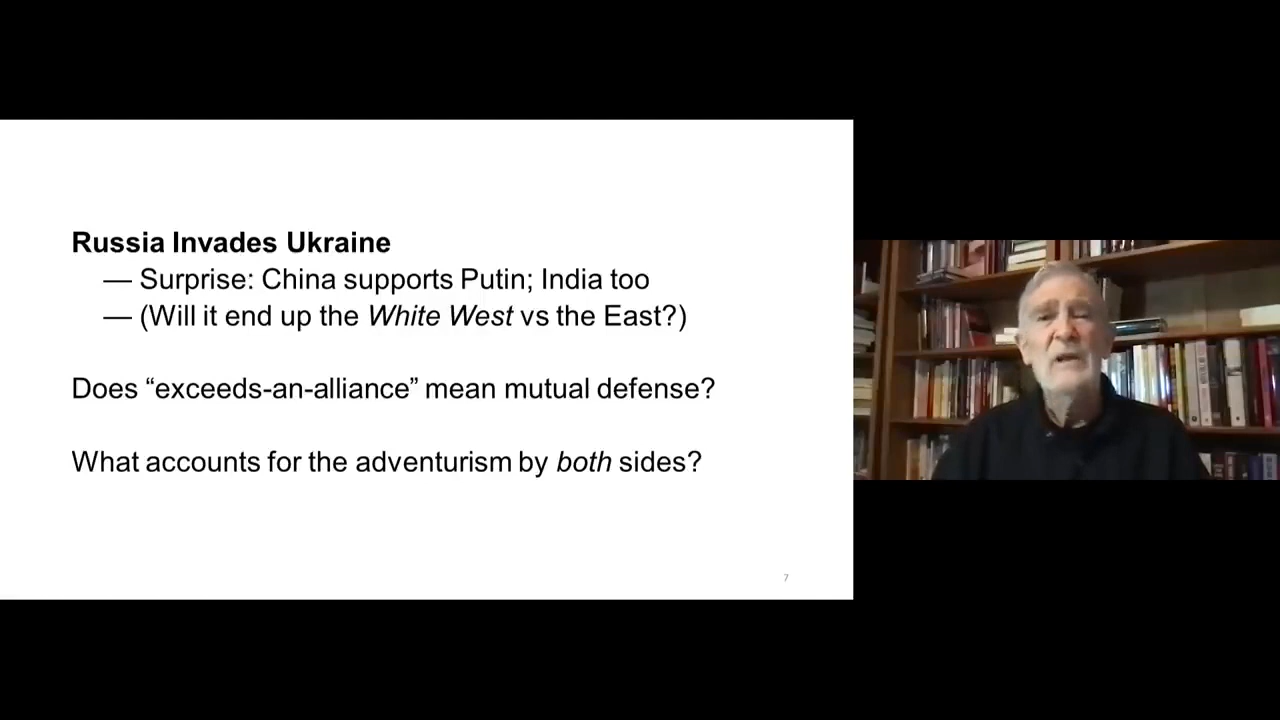 Russia Invades Ukraine
— Surprise: China supports Putin; India too
— (Will it end up the White West vs the East?)
Does “exceeds-an-alliance” mean mutual defense?
What accounts for the adventurism by both sides?
7